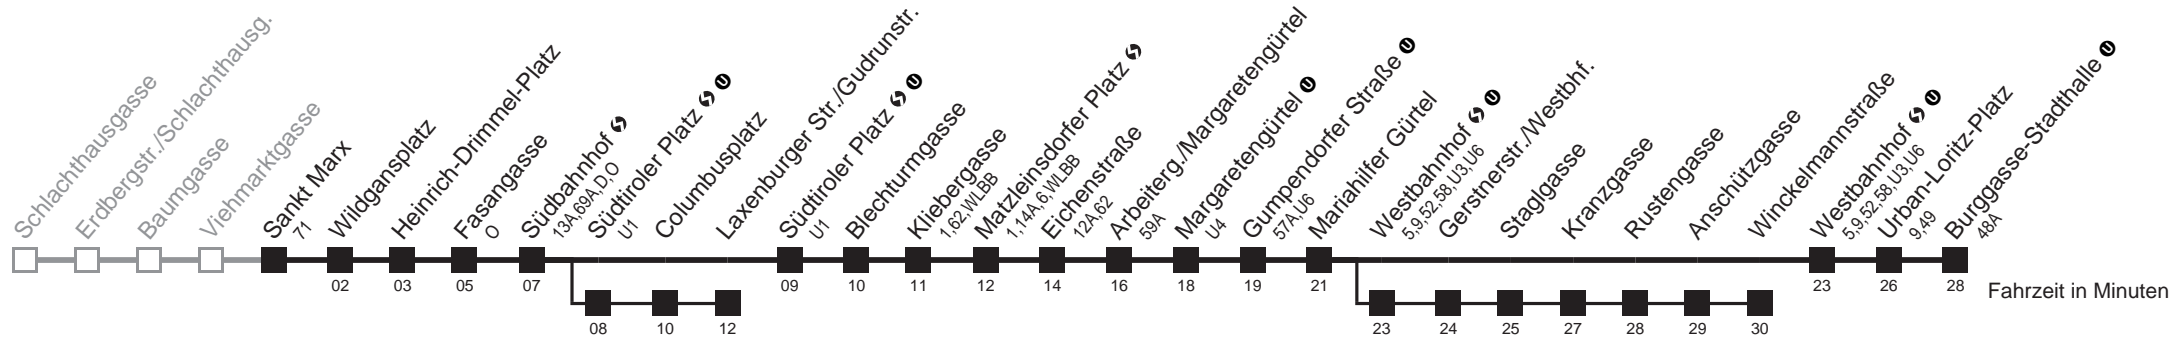 Schlachthausgasse
Erdbergstr./Schlachthausg.
Baumgasse
Viehmarktgasse
Sankt Marx
71
Wildgansplatz
Heinrich-Drimmel-Platz
Fasangasse
O
Südbahnhof
13A,69A,D,O
Südtiroler Platz U
U1
Columbusplatz
Laxenburger Str./Gudrunstr.
Südtiroler Platz U
U1
Blechturmgasse
Kliebergasse
1,62,WLBB
Matzleinsdorfer Platz
1,14A,6,WLBB
Eichenstraße
12A,62
Arbeiterg./Margaretengürtel
59A
Margaretengürtel U
U4
Gumpendorfer Straße U
57A,U6
Mariahilfer Gürtel
Westbahnhof U
5,9,52,58,U3,U6
Gerstnerstr./Westbhf.
Staglgasse
Kranzgasse
Rustengasse
Anschützgasse
Winckelmannstraße
Westbahnhof U
5,9,52,58,U3,U6
Urban-Loritz-Platz
9,49
Burggasse-Stadthalle U
48A
02 03 05 07 09 10 11 12 14 16 18 19 21 23 26 28
Fahrzeit in Minuten
08 10 12 23 24 25 27 28 29 30